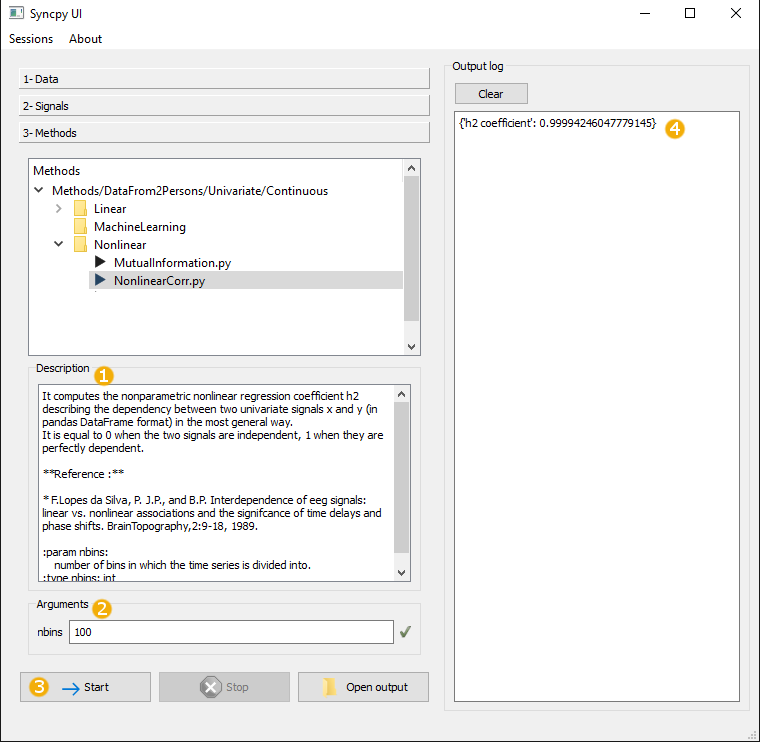 Syncpy UI
Sessions About
1- Data
2- Signals
3- Methods
Methods
Methods/DataFrom2Persons/Univariate/Continuous
Linear
MachineLearning
Nonlinear
MutualInformation.py
NonlinearCorr.py
Description 1
It computes the nonparametric nonlinear regression coefficient h2
describing the dependency between two univariate signals x and y (in
pandas DataFrame format) in the most general way.
It is equal to 0 when the two signals are independent, 1 when they are
perfectly dependent.
**Reference :**
* F.Lopes da Silva, P. J.P., and B.P. Interdependence of eeg signals:
linear vs. nonlinear associations and the signifcance of time delays and
phase shifts. BrainTopography,2:9-18, 1989.
:param nbins:
number of bins in which the time series is divided into.
:type nbins: int
Arguments 2
nbins 100
3 Start
Stop
Open output
Output log
Clear
{'h2 coefficient': 0.99994246047779145} 4